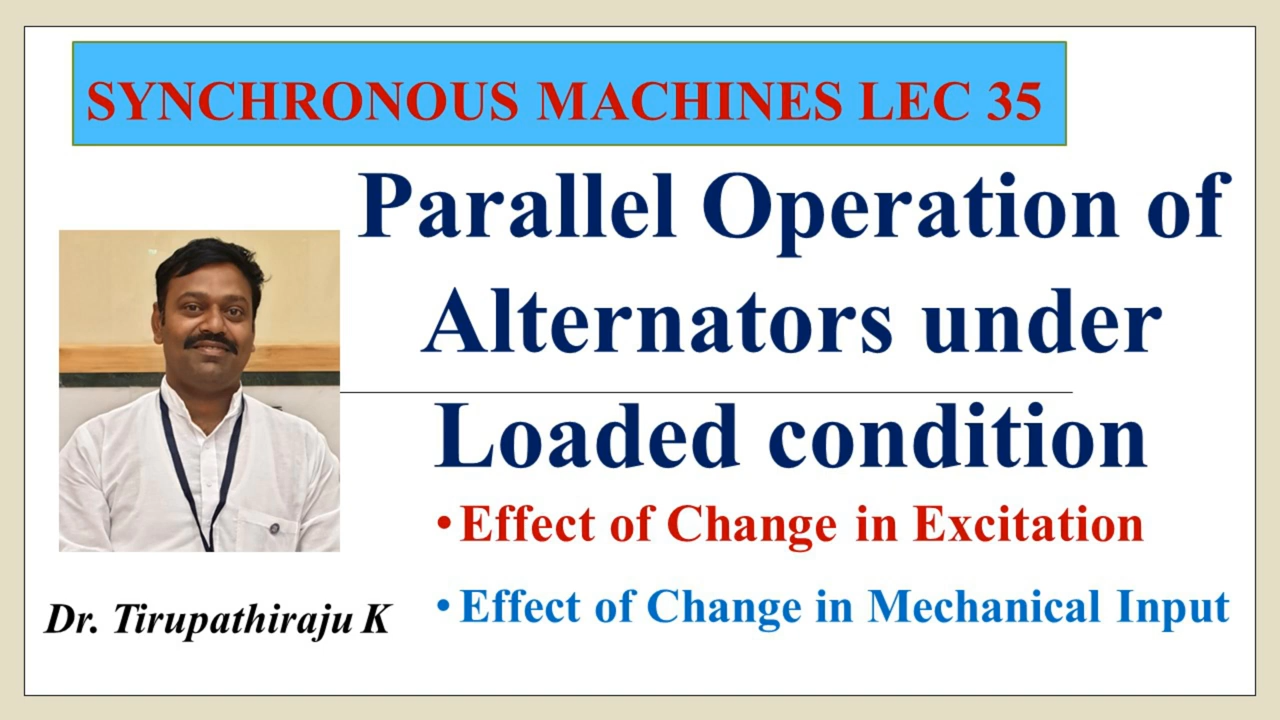 SYNCHRONOUS MACHINES LEC 35
Parallel Operation of
Alternators under
Loaded condition
•Effect of Change in Excitation
•Effect of Change in Mechanical Input
Dr. Tirupathiraju K